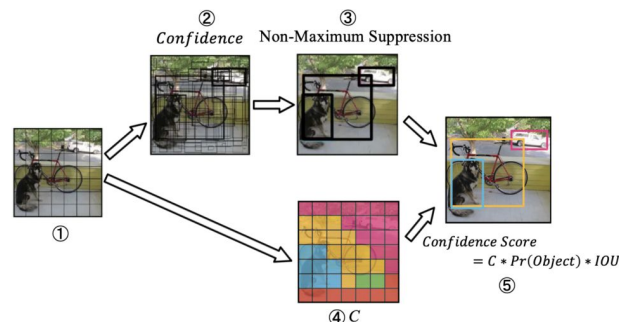 ②
Confidence
③
Non-Maximum Suppression
①
④ C
Confidence Score
= C * Pr(Object) * IOU
⑤